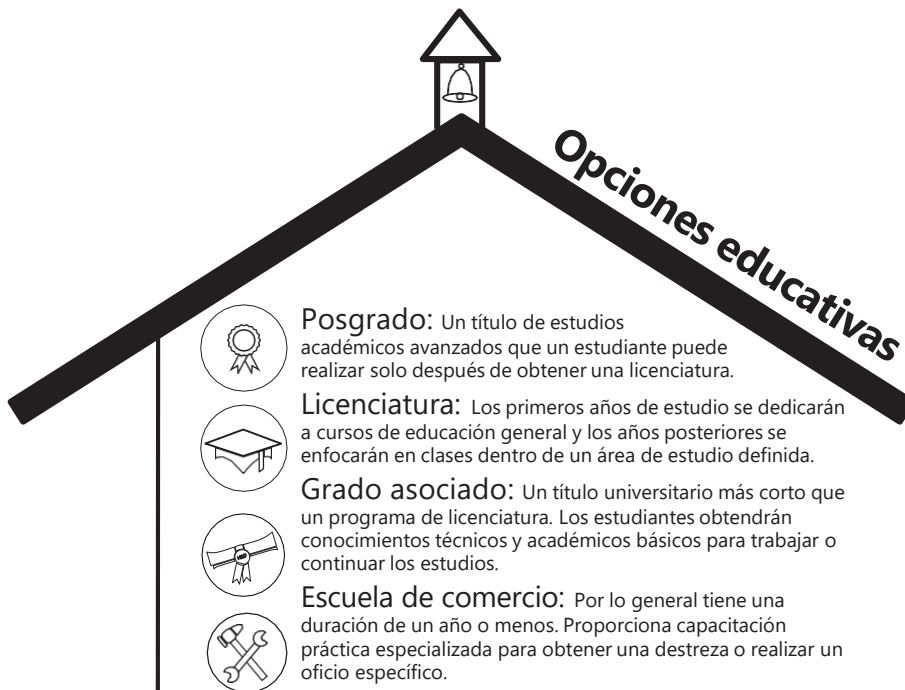 Opciones educativas
Posgrado: Un título de estudios
académicos avanzados que un estudiante puede
realizar solo después de obtener una licenciatura.
Licenciatura: Los primeros años de estudio se dedicarán
a cursos de educación general y los años posteriores se
enfocarán en clases dentro de un área de estudio definida.
Grado asociado: Un título universitario más corto que
un programa de licenciatura. Los estudiantes obtendrán
conocimientos técnicos y académicos básicos para trabajar o
continuar los estudios.
Escuela de comercio: Por lo general tiene una
duración de un año o menos. Proporciona capacitación
práctica especializada para obtener una destreza o realizar un
oficio específico.